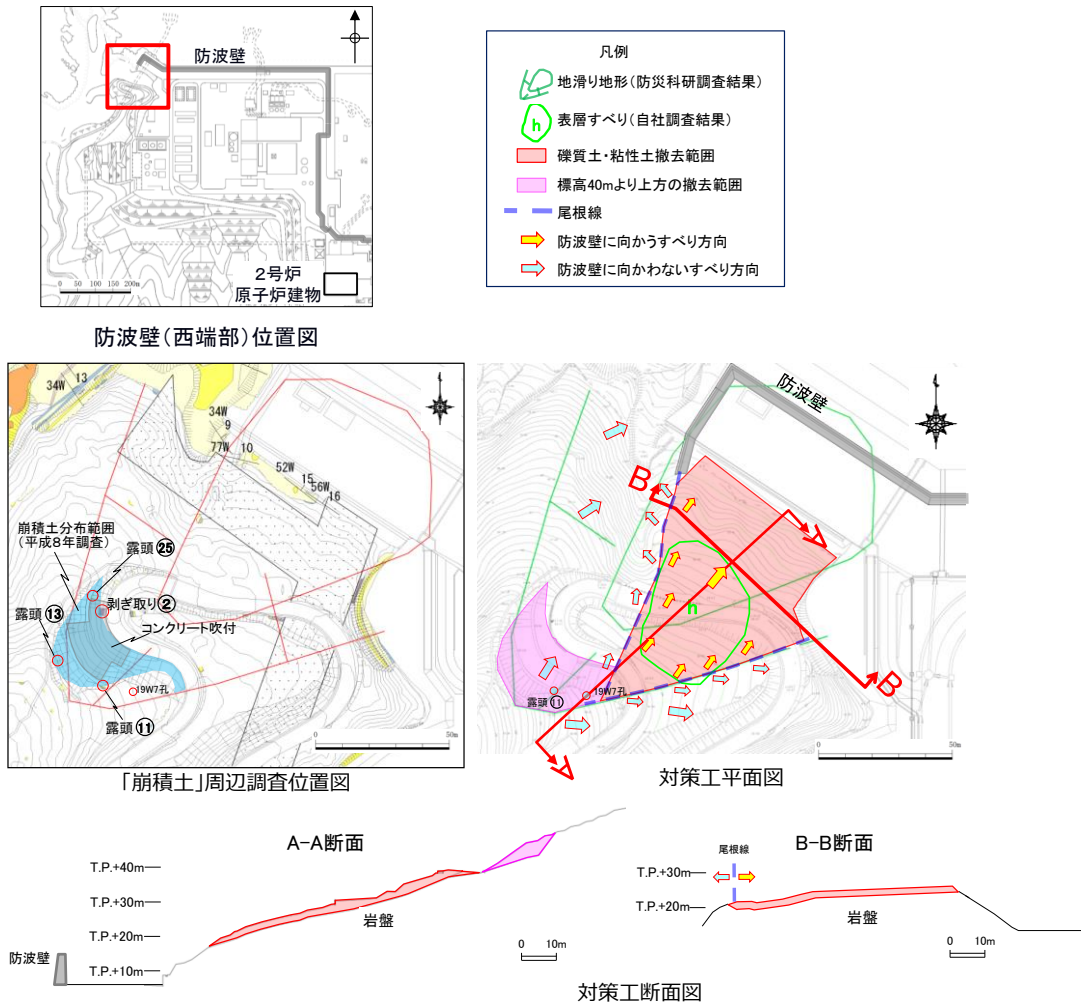 防波壁
2号炉
原子炉建物
0 50 100 150 200m
防波壁(西端部)位置図
凡例
地滑り地形(防災科研調査結果)
h
表層すべり(自社調査結果)
礫質土・粘性土撤去範囲
標高40mより上方の撤去範囲
尾根線
防波壁に向かうすべり方向
防波壁に向かわないすべり方向
34W
13
34W
9
77W
10
52W
15
56W
16
崩積土分布範囲
(平成8年調査)
露頭㉕
露頭⑬
剥ぎ取り②
コンクリート吹付
19W7孔
露頭⑪
0 50m
「崩積土」周辺調査位置図
防波壁
B
A
h
B
露頭⑪
19W7孔
A
0 50m
対策工平面図
A-A断面
T.P.+40m
T.P.+30m
T.P.+20m
T.P.+10m
岩盤
防波壁
0 10m
B-B断面
尾根線
T.P.+30m
T.P.+20m
岩盤
0 10m
対策工断面図